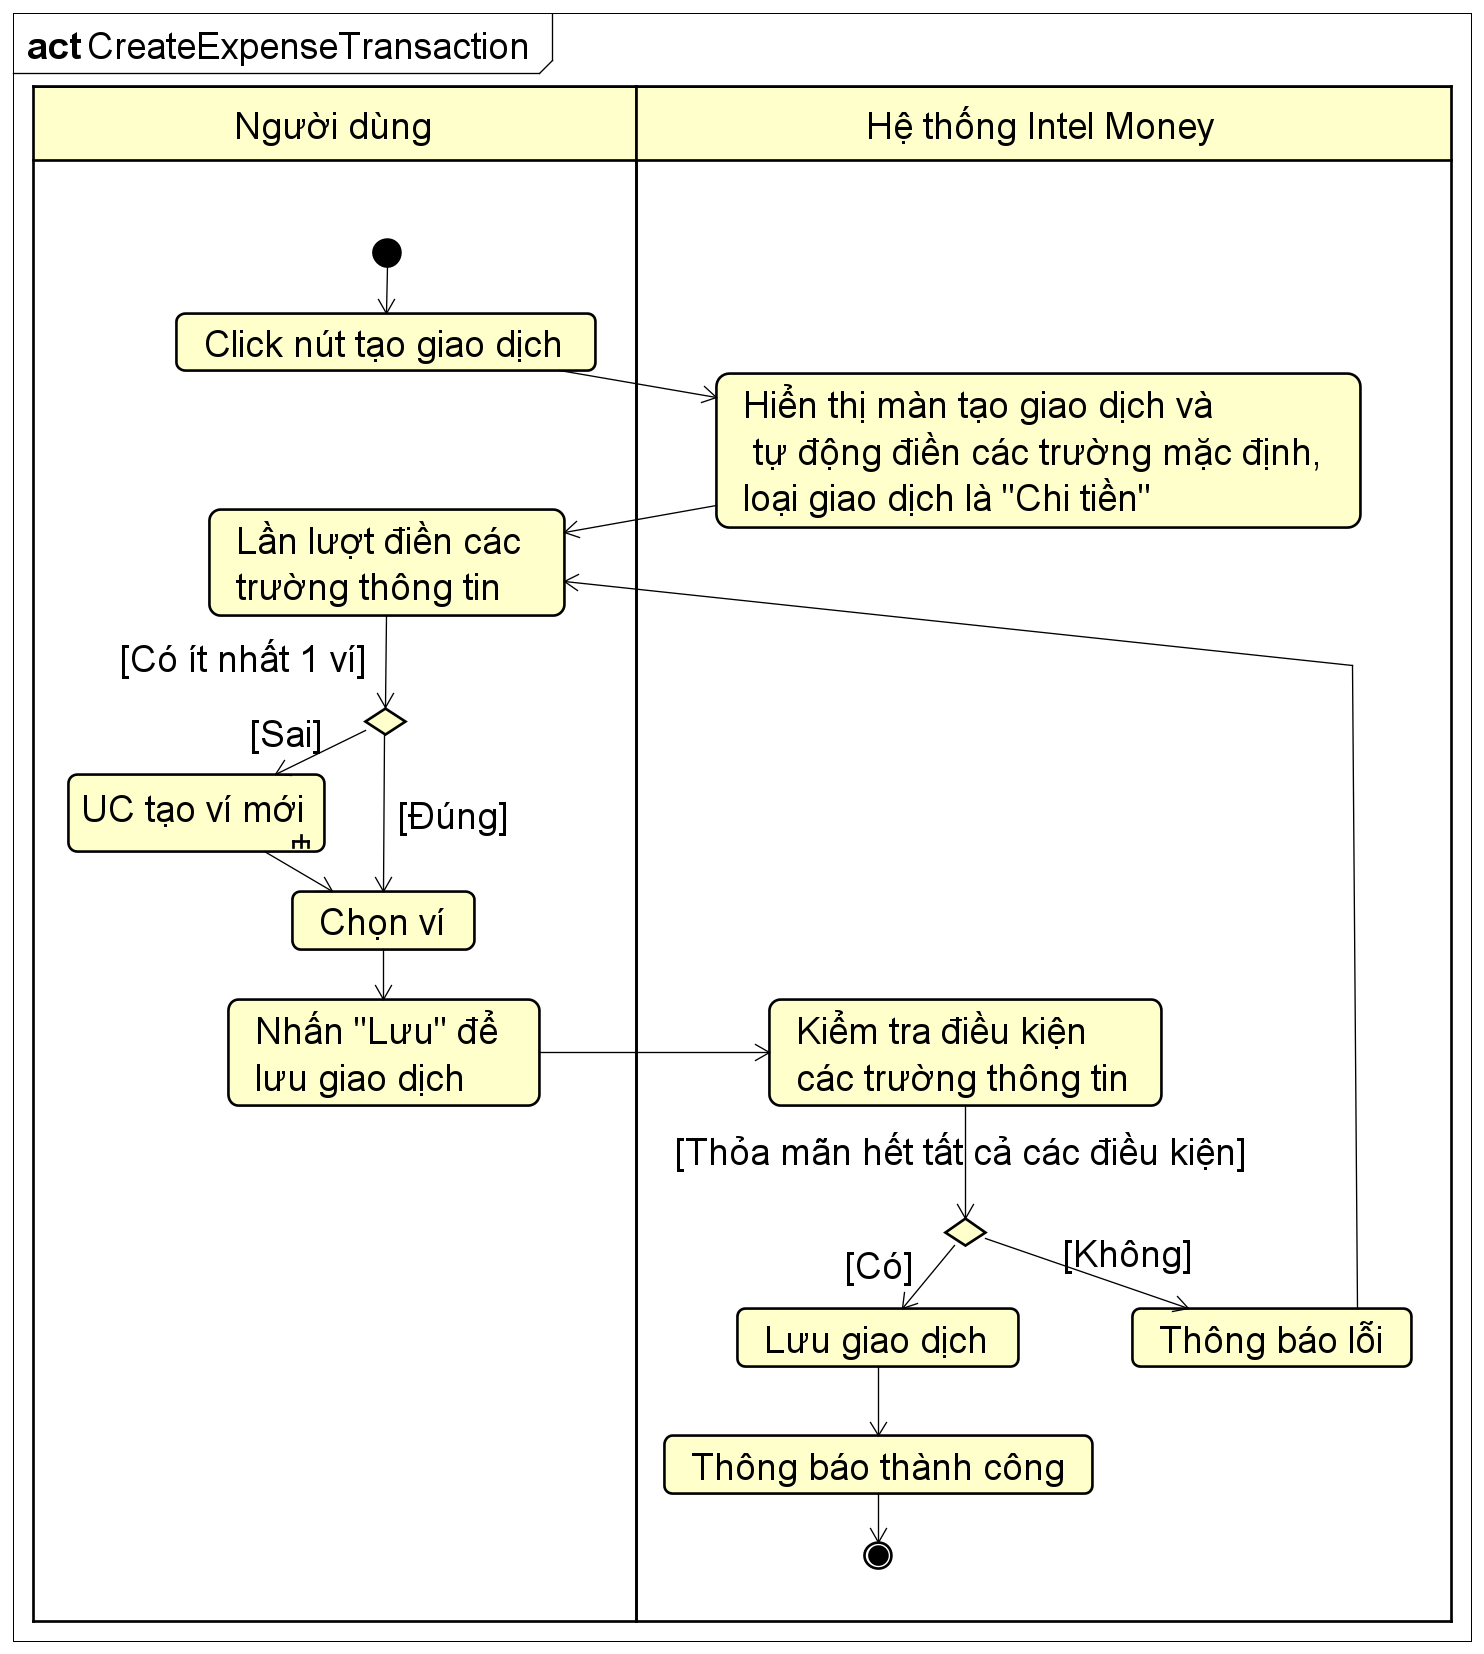 act CreateExpenseTransaction
Người dùng
Hệ thống Intel Money
Click nút tạo giao dịch
Hiển thị màn tạo giao dịch và
tự động điền các trường mặc định,
loại giao dịch là "Chi tiền"
Lần lượt điền các
trường thông tin
[Có ít nhất 1 ví]
[Sai]
UC tạo ví mới
[Đúng]
Chọn ví
Nhấn "Lưu" để
lưu giao dịch
Kiểm tra điều kiện
các trường thông tin
[Thỏa mãn hết tất cả các điều kiện]
[Có]
[Không]
Lưu giao dịch
Thông báo lỗi
Thông báo thành công